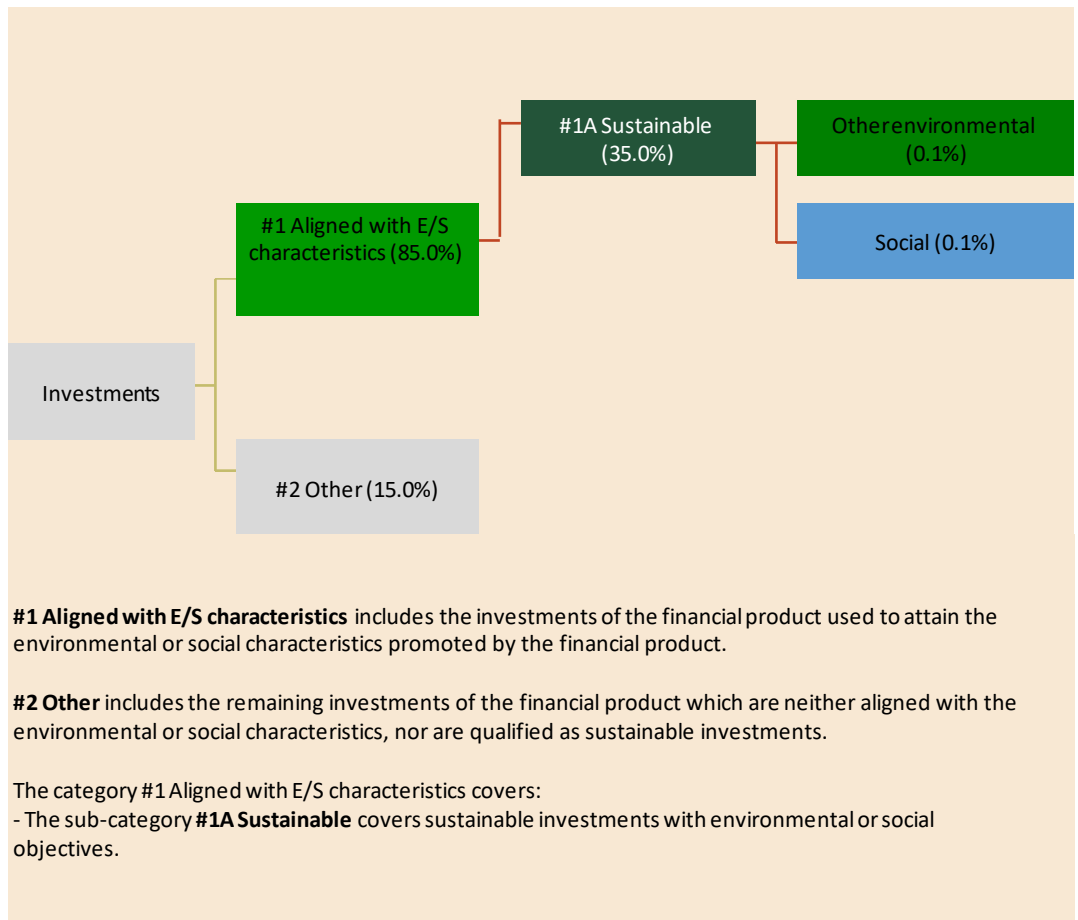 #1A Sustainable
(35.0%)
Otherenvironmental
(0.1%)
#1 Aligned with E/S
characteristics (85.0%)
Social (0.1%)
Investments
#2 Other (15.0%)
#1 Aligned with E/S characteristics includes the investments of the financial product used to attain the
environmental or social characteristics promoted by the financial product.
#2 Other includes the remaining investments of the financial product which are neither aligned with the
environmental or social characteristics, nor are qualified as sustainable investments.
The category #1 Aligned with E/S characteristics covers:
- The sub-category #1A Sustainable covers sustainable investments with environmental or social
objectives.